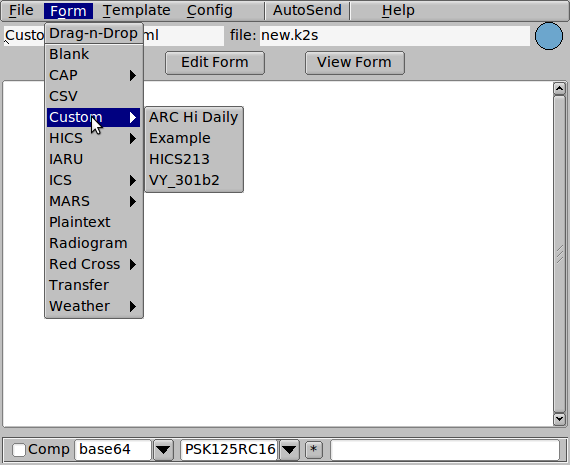 File Form Template Config AutoSend Help
Custo ml file: new.k2s
Drag-n-Drop
Edit Form View Form
Blank
CAP
CSV
Custom
HICS
IARU
ICS
MARS
Plaintext
Radiogram
Red Cross
Transfer
Weather
ARC Hi Daily
Example
HICS213
VY_301b2
Comp base64 PSK125RC16 *